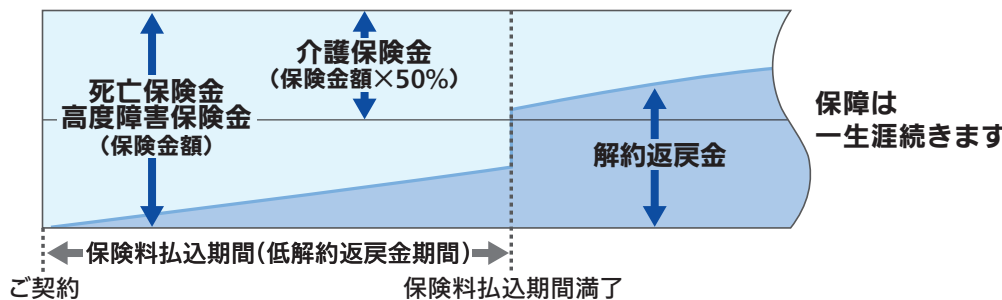 死亡保険金
高度障害保険金
（保険金額）
介護保険金
（保険金額×50%）
解約返戻金
保障は
一生涯続きます
保険料払込期間（低解約返戻金期間）
ご契約
保険料払込期間満了